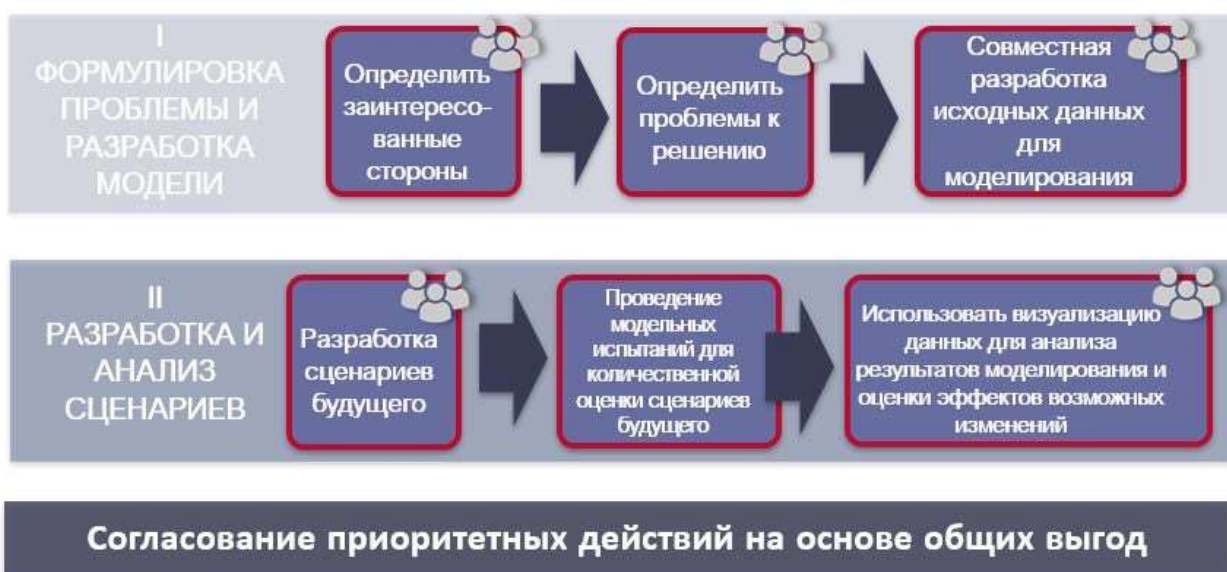 I
ФОРМУЛИРОВКА
ПРОБЛЕМЫ И
РАЗРАБОТКА
МОДЕЛИ
Определить
заинтересо-
ванные
стороны
Определить
проблемы к
решению
Совместная
разработка
исходных данных
для
моделирования
II
РАЗРАБОТКА И
АНАЛИЗ
СЦЕНАРИЕВ
Разработка
сценариев
будущего
Проведение
модельных
испытаний для
количественной
оценки сценариев
будущего
Использовать визуализацию
данных для анализа
результатов моделирования и
оценки эффектов возможных
изменений
Согласование приоритетных действий на основе общих выгод